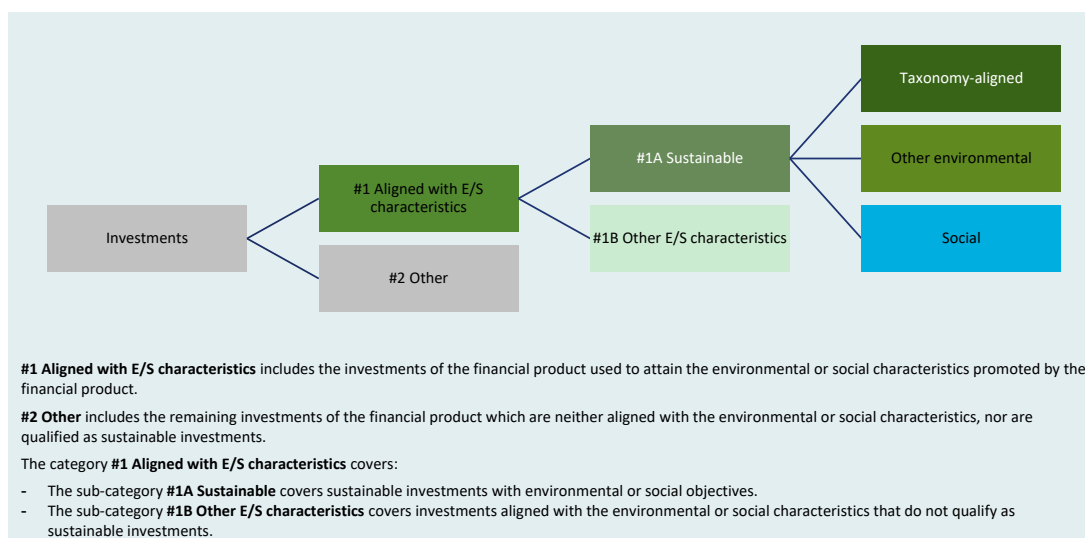 Taxonomy-aligned
#1A Sustainable
Other environmental
#1 Aligned with E/S
characteristics
Investments
#1B Other E/S characteristics
Social
#2 Other
#1 Aligned with E/S characteristics includes the investments of the financial product used to attain the environmental or social characteristics promoted by the
financial product.
#2 Other includes the remaining investments of the financial product which are neither aligned with the environmental or social characteristics, nor are
qualified as sustainable investments.
The category #1 Aligned with E/S characteristics covers:
- The sub-category #1A Sustainable covers sustainable investments with environmental or social objectives.
- The sub-category #1B Other E/S characteristics covers investments aligned with the environmental or social characteristics that do not qualify as
sustainable investments.